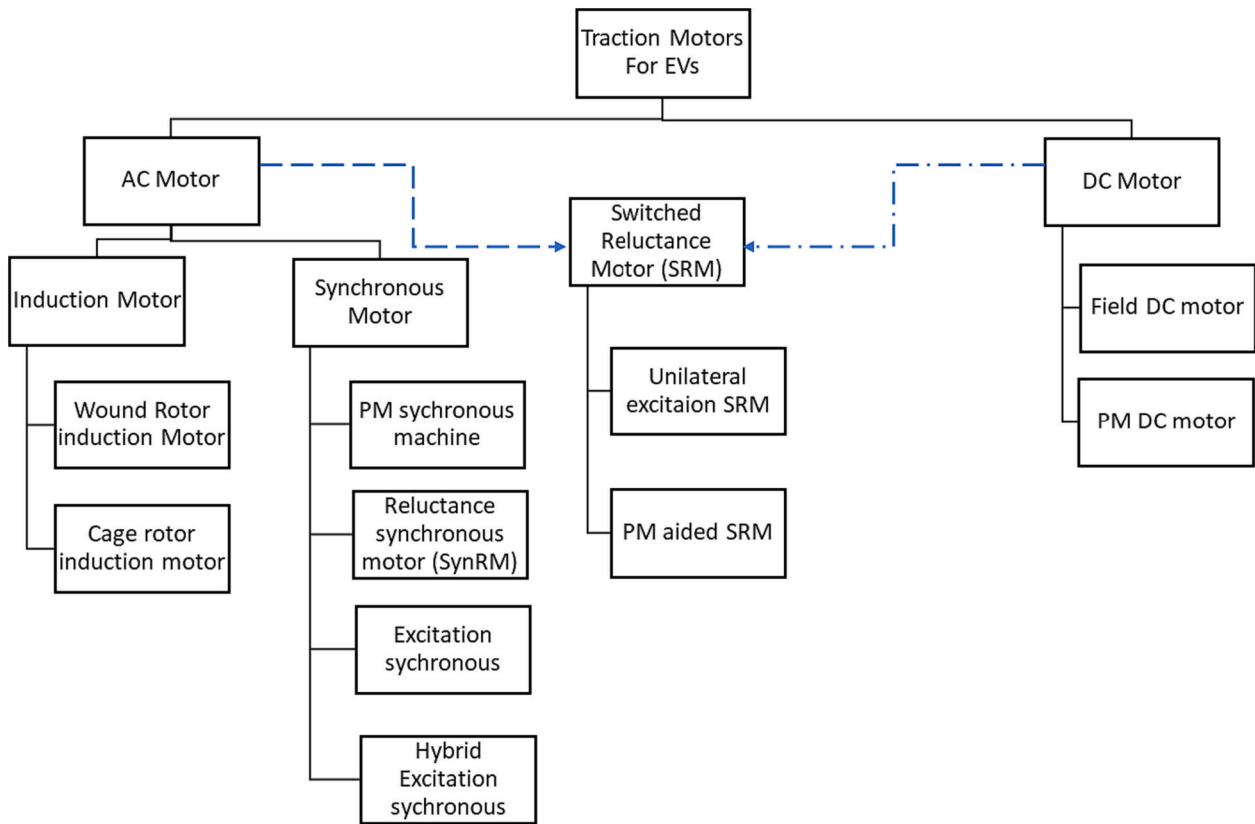 Traction Motors
For EVs
AC Motor
DC Motor
Switched
Reluctance
Motor (SRM)
Induction Motor
Synchronous
Motor
Field DC motor
Unilateral
excitaion SRM
PM DC motor
Wound Rotor
induction Motor
PM sychronous
machine
Reluctance
synchronous
motor (SynRM)
PM aided SRM
Cage rotor
induction motor
Excitation
sychronous
Hybrid
Excitation
sychronous